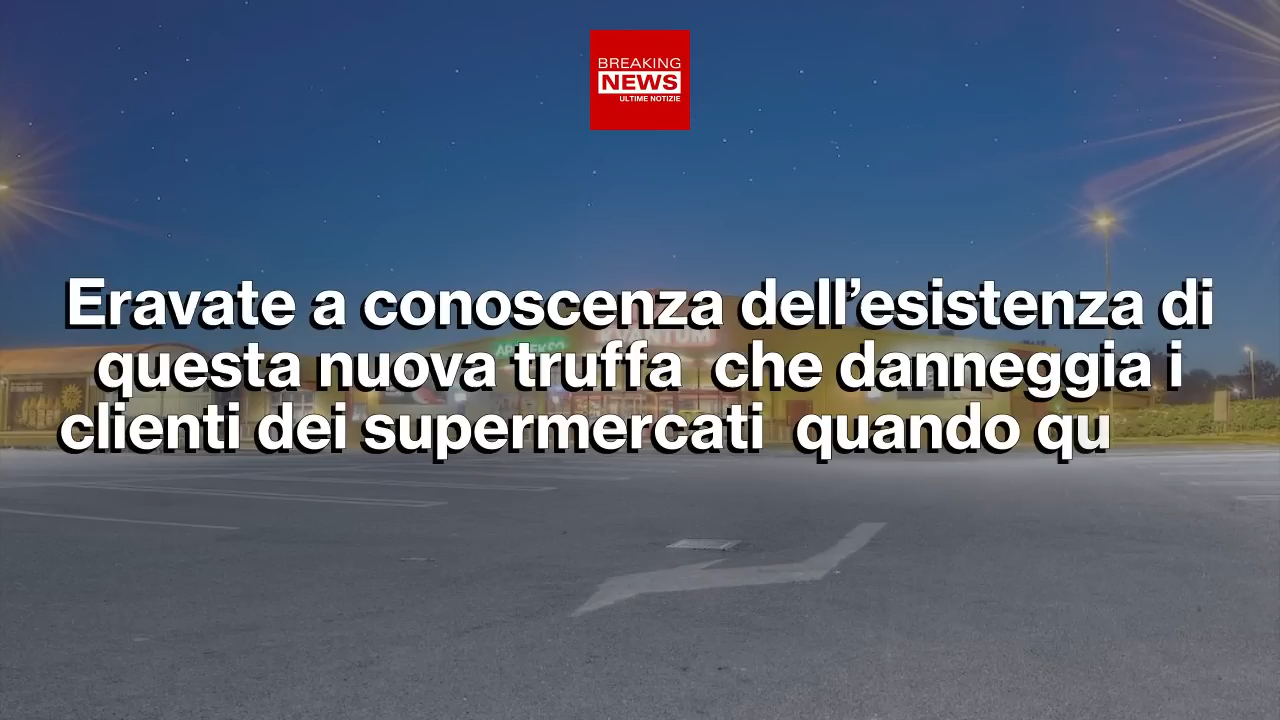 BREAKING
NEWS
ULTIME NOTIZIE
Eravate a conoscenza dell’esistenza di
questa nuova truffa che danneggia i
clienti dei supermercati quando qu